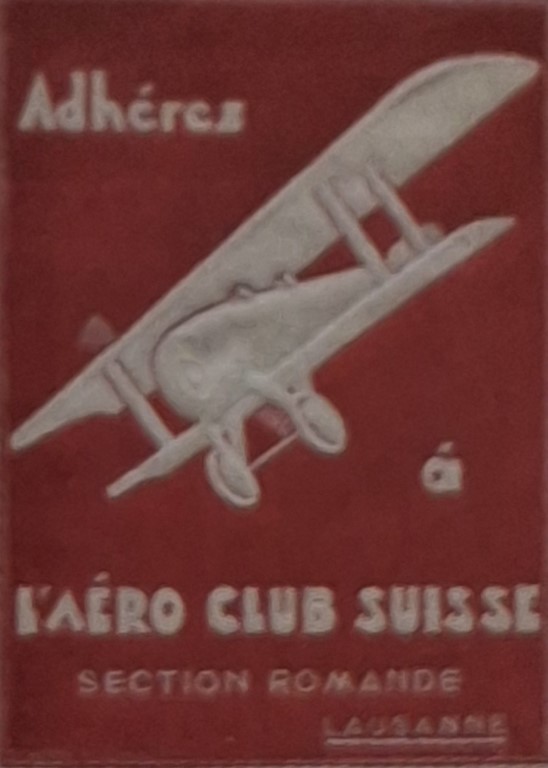 Adhérez
á
L'AÉRO CLUB SUISSE
SECTION ROMANDE
LAUSANNE